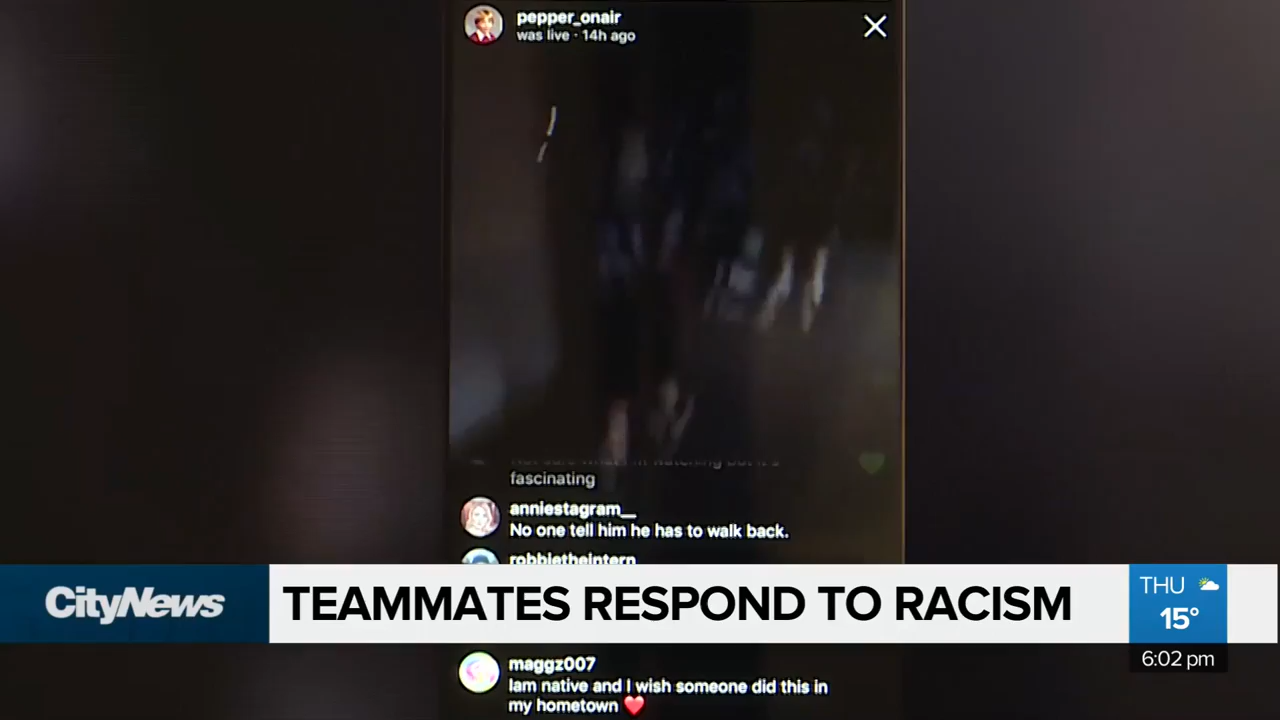 pepper_onair
was live · 14h ago
fascinating
anniestagram__
No one tell him he has to walk back.
robbietheintern
CityNews
TEAMMATES RESPOND TO RACISM
THU
15°
6:02 pm
maggz007
Iam native and I wish someone did this in
my hometown ❤️